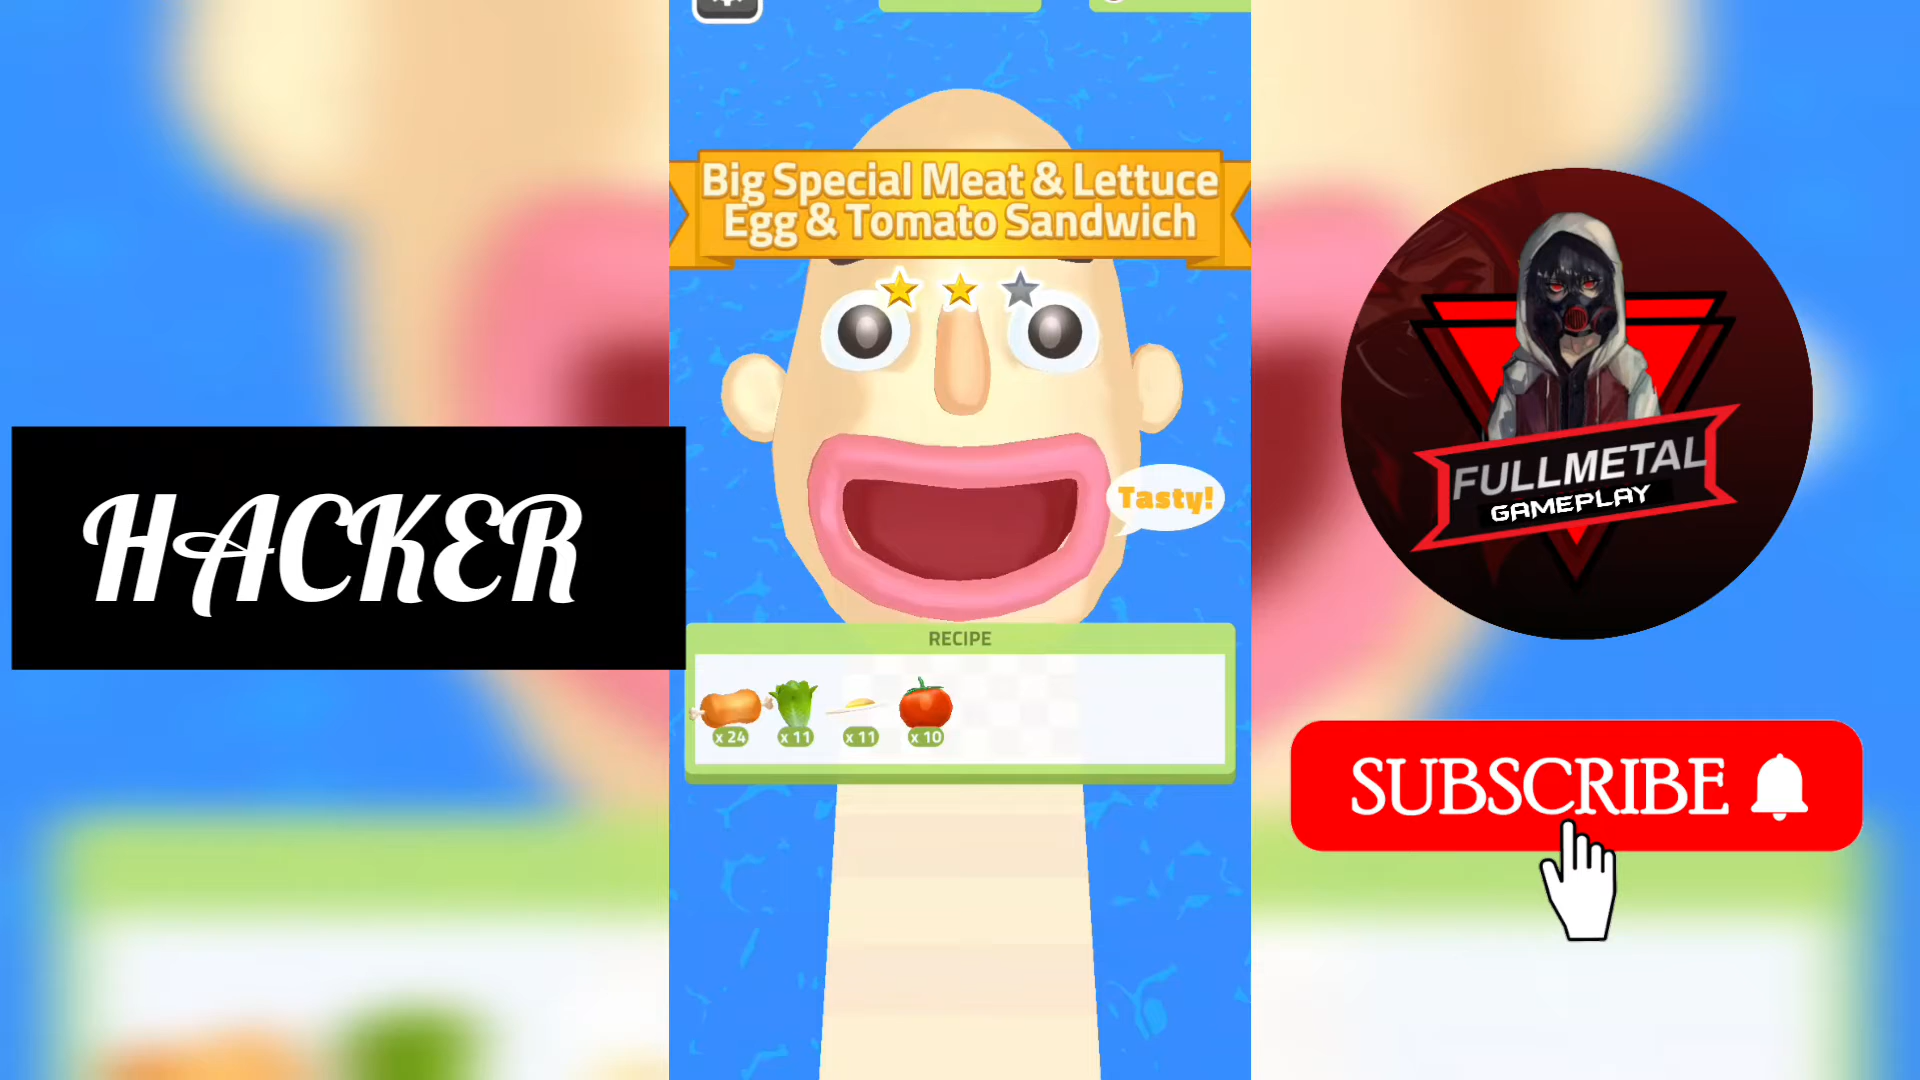 Big Special Meat & Lettuce
Egg & Tomato Sandwich
HACKER
Tasty!
FULLMETAL
GAMEPLAY
RECIPE
x 24
x 11
x 11
x 10
SUBSCRIBE